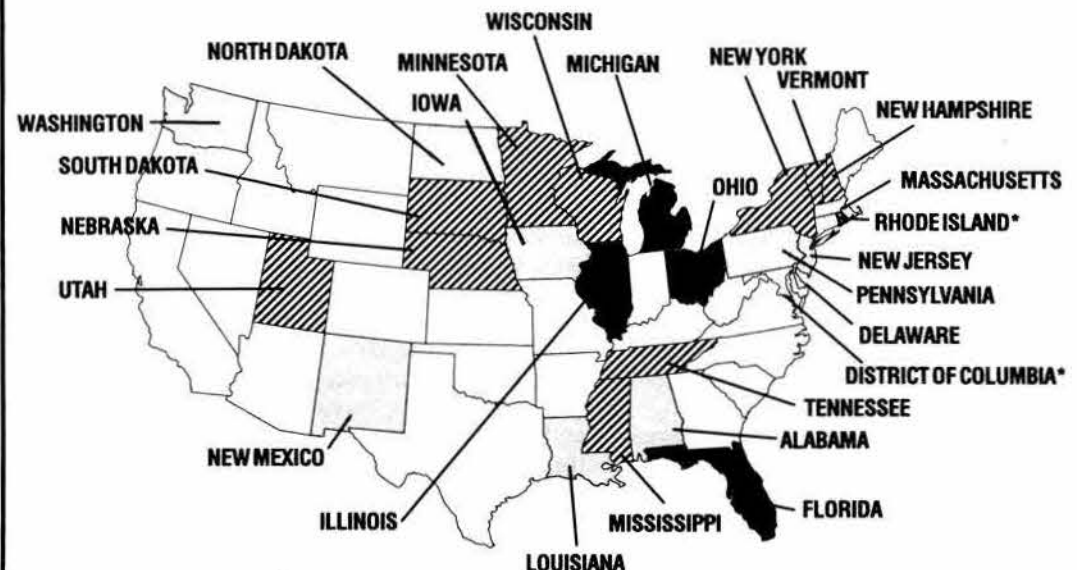 WISCONSIN
NORTH DAKOTA
MINNESOTA
MICHIGAN
NEW YORK
VERMONT
IOWA
NEW HAMPSHIRE
WASHINGTON
SOUTH DAKOTA
OHIO
MASSACHUSETTS
RHODE ISLAND*
NEBRASKA
NEW JERSEY
UTAH
PENNSYLVANIA
DELAWARE
DISTRICT OF COLUMBIA*
TENNESSEE
ALABAMA
NEW MEXICO
ILLINOIS
MISSISSIPPI
FLORIDA
LOUISIANA